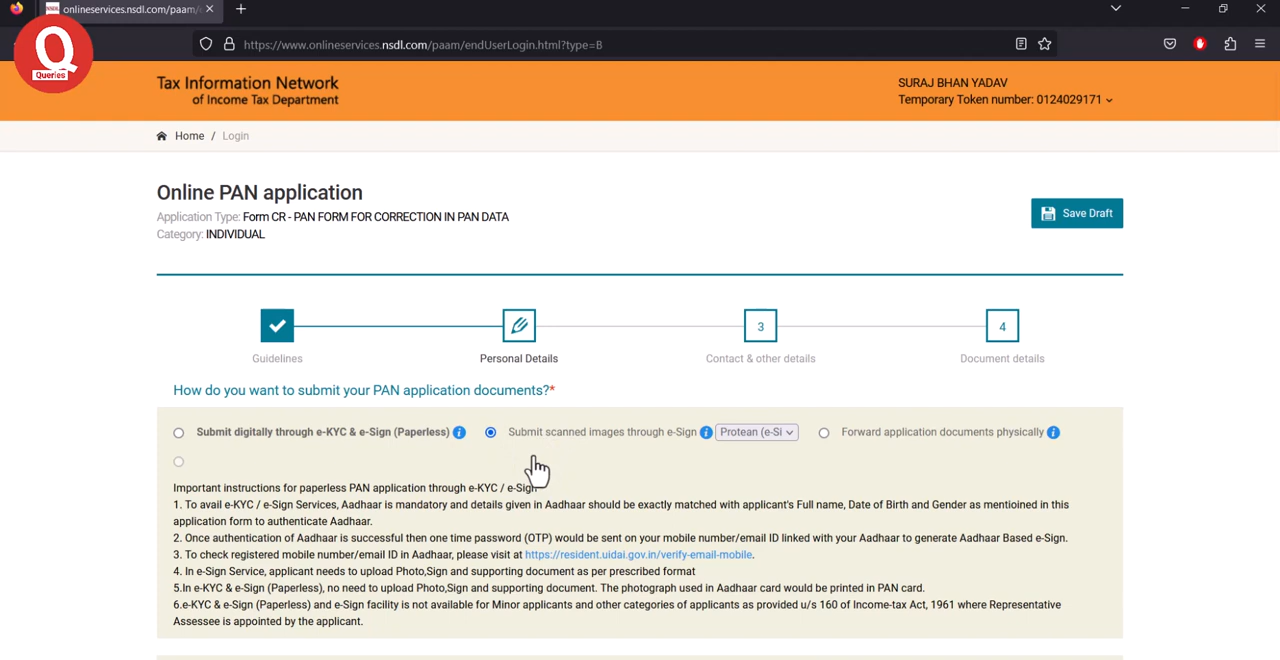 onlineservices.nsdl.com/paam/
Q
Queries
https://www.onlineservices.nsdl.com/paam/endUserLogin.html?type=B
Tax Information Network
of Income Tax Department
SURAJ BHAN YADAV
Temporary Token number: 0124029171
Home / Login
Online PAN application
Application Type: Form CR - PAN FORM FOR CORRECTION IN PAN DATA
Category: INDIVIDUAL
Save Draft
3
4
Guidelines
Personal Details
Contact & other details
Document details
How do you want to submit your PAN application documents?*
Submit digitally through e-KYC & e-Sign (Paperless) i Submit scanned images through e-Sign i Protean (e-Si Forward application documents physically i
Important instructions for paperless PAN application through e-KYC / e-Sign
1. To avail e-KYC / e-Sign Services, Aadhaar is mandatory and details given in Aadhaar should be exactly matched with applicant's Full name, Date of Birth and Gender as mentioined in this
application form to authenticate Aadhaar.
2. Once authentication of Aadhaar is successful then one time password (OTP) would be sent on your mobile number/email ID linked with your Aadhaar to generate Aadhaar Based e-Sign.
3. To check registered mobile number/email ID in Aadhaar, please visit at https://resident.uidai.gov.in/verify-email-mobile.
4. In e-Sign Service, applicant needs to upload Photo,Sign and supporting document as per prescribed format
5.In e-KYC & e-Sign (Paperless), no need to upload Photo,Sign and supporting document. The photograph used in Aadhaar card would be printed in PAN card.
6.e-KYC & e-Sign (Paperless) and e-Sign facility is not available for Minor applicants and other categories of applicants as provided u/s 160 of Income-tax Act, 1961 where Representative
Assessee is appointed by the applicant.